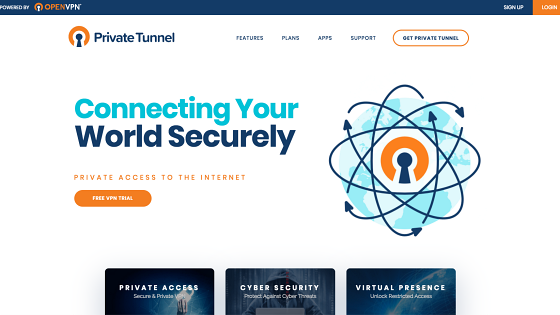 POWERED BY OPENVPN
SIGN UP
LOGIN
Private Tunnel
FEATURES
PLANS
APPS
SUPPORT
GET PRIVATE TUNNEL
Connecting Your
World Securely
PRIVATE ACCESS TO THE INTERNET
FREE VPN TRIAL
PRIVATE ACCESS
Secure & Private
CYBER SECURITY
Protect Against Cyber Threats
VIRTUAL PRESENCE
Unlock Restricted Access